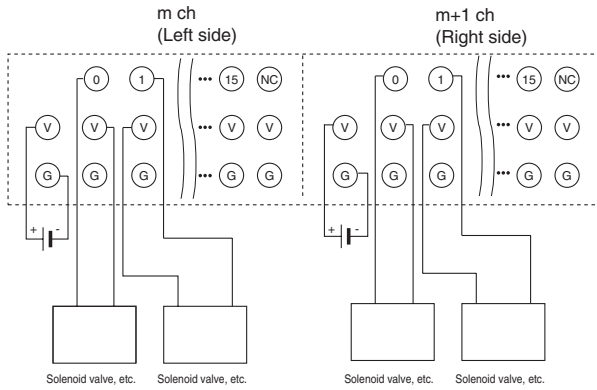 m ch
(Left side)
m+1 ch
(Right side)
0 1 ••• 15 NC
0 1 ••• 15 NC
V V V ••• V V
V V V ••• V V
G G G ••• G G
G G G ••• G G
+ -
+ -
Solenoid valve, etc.
Solenoid valve, etc.
Solenoid valve, etc.
Solenoid valve, etc.